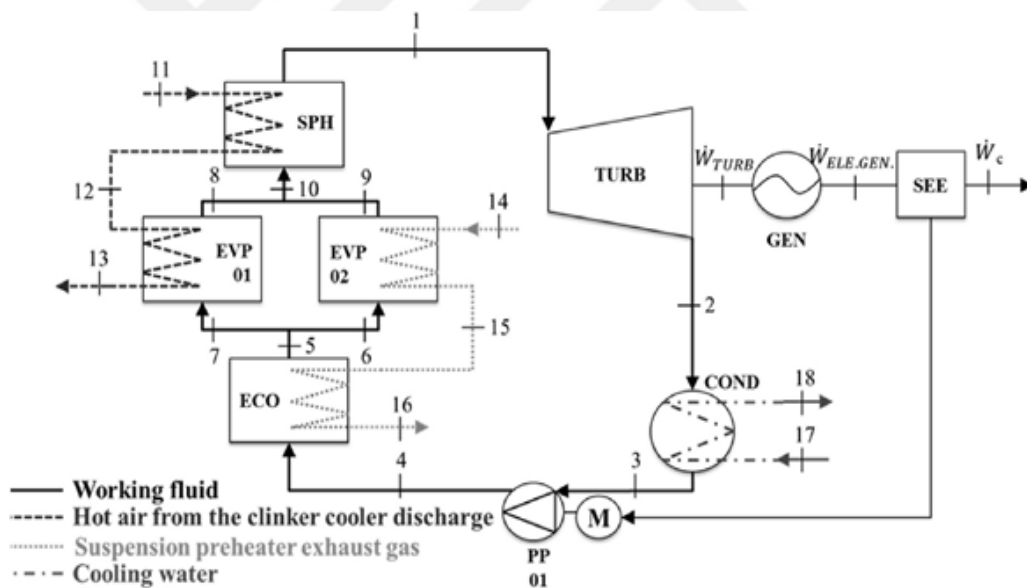 1
11
SPH
12
8
10
9
14
13
EVP
01
EVP
02
7
5
6
15
ECO
16
4
3
TURB
Ẇ_TURB
Ẇ_ELE.GEN.
Ẇ_c
GEN
SEE
2
COND
18
17
M
PP
01
Working fluid
Hot air from the clinker cooler discharge
Suspension preheater exhaust gas
Cooling water